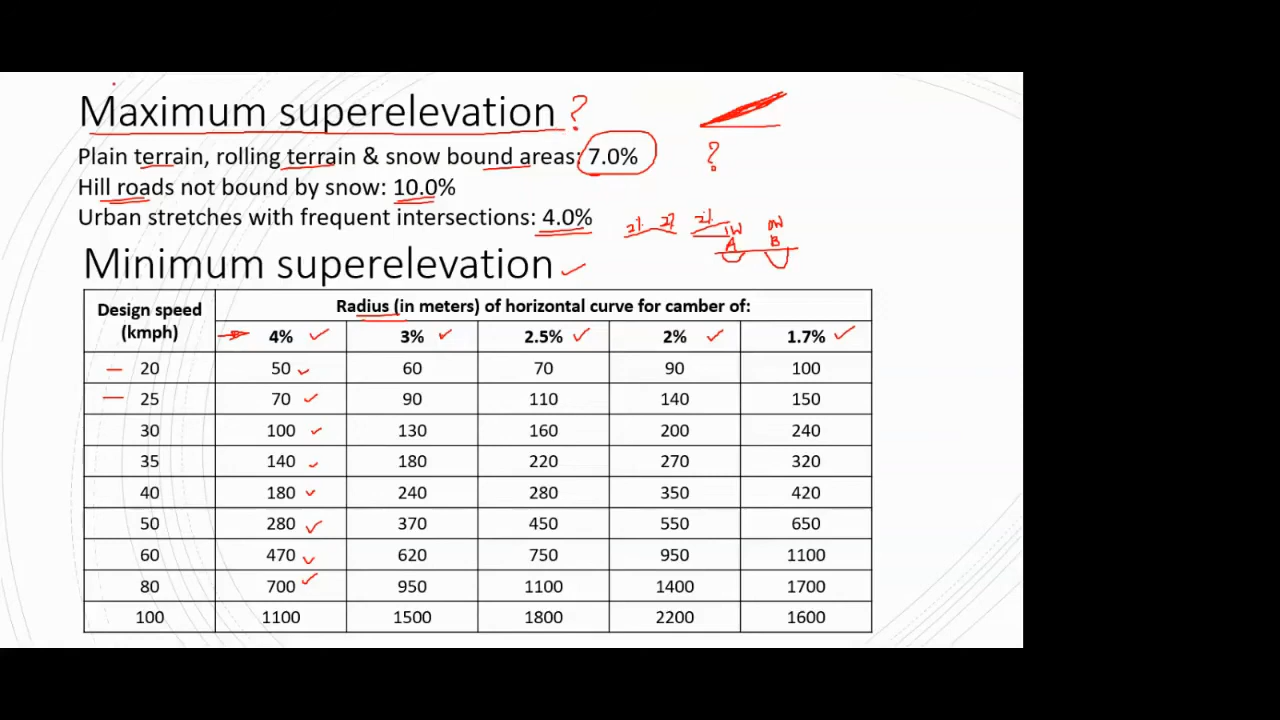 Maximum superelevation ?
Plain terrain, rolling terrain & snow bound areas: 7.0%
?
Hill roads not bound by snow: 10.0%
Urban stretches with frequent intersections: 4.0%
2% 2% 2%
A B
Minimum superelevation
Design speed (kmph) Radius (in meters) of horizontal curve for camber of:
4% 3% 2.5% 2% 1.7%
20 50 60 70 90 100
25 70 90 110 140 150
30 100 130 160 200 240
35 140 180 220 270 320
40 180 240 280 350 420
50 280 370 450 550 650
60 470 620 750 950 1100
80 700 950 1100 1400 1700
100 1100 1500 1800 2200 1600